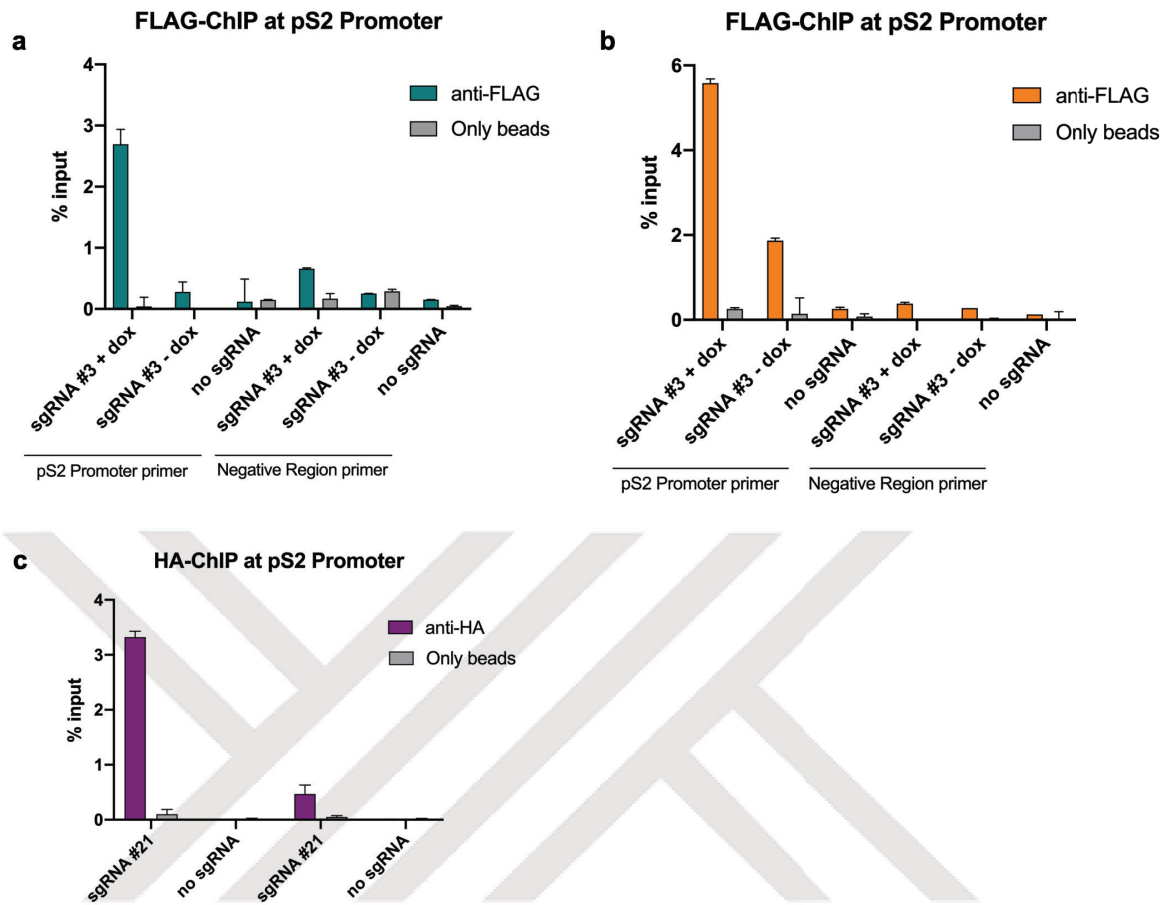 a
FLAG-ChIP at pS2 Promoter
4
3
2
1
0
% input
anti-FLAG
Only beads
sgRNA #3 + dox
sgRNA #3 - dox
no sgRNA
sgRNA #3 + dox
sgRNA #3 - dox
no sgRNA
pS2 Promoter primer
Negative Region primer
b
FLAG-ChIP at pS2 Promoter
6
4
2
0
% input
anti-FLAG
Only beads
sgRNA #3 + dox
sgRNA #3 - dox
no sgRNA
sgRNA #3 + dox
sgRNA #3 - dox
no sgRNA
pS2 Promoter primer
Negative Region primer
c
HA-ChIP at pS2 Promoter
4
3
2
1
0
% input
anti-HA
Only beads
sgRNA #21
no sgRNA
sgRNA #21
no sgRNA